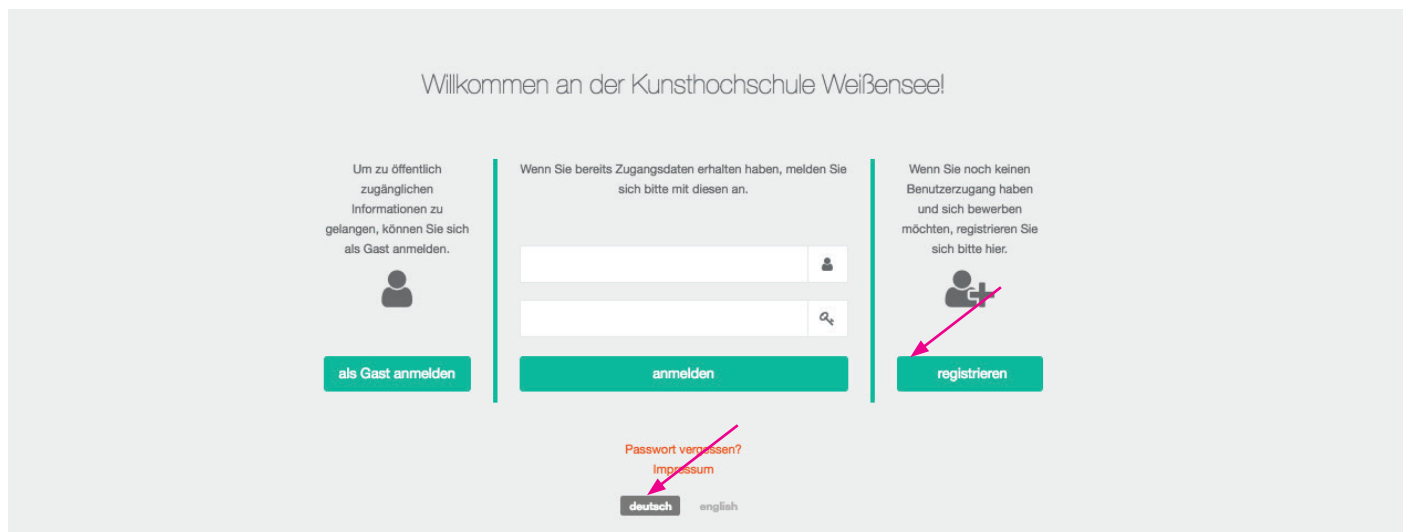 Willkommen an der Kunsthochschule Weißensee!
Um zu öffentlich
zugänglichen
Informationen zu
gelangen, können Sie sich
als Gast anmelden.
als Gast anmelden
Wenn Sie bereits Zugangsdaten erhalten haben, melden Sie
sich bitte mit diesen an.
anmelden
Wenn Sie noch keinen
Benutzerzugang haben
und sich bewerben
möchten, registrieren Sie
sich bitte hier.
registrieren
Passwort vergessen?
Impressum
deutsch english